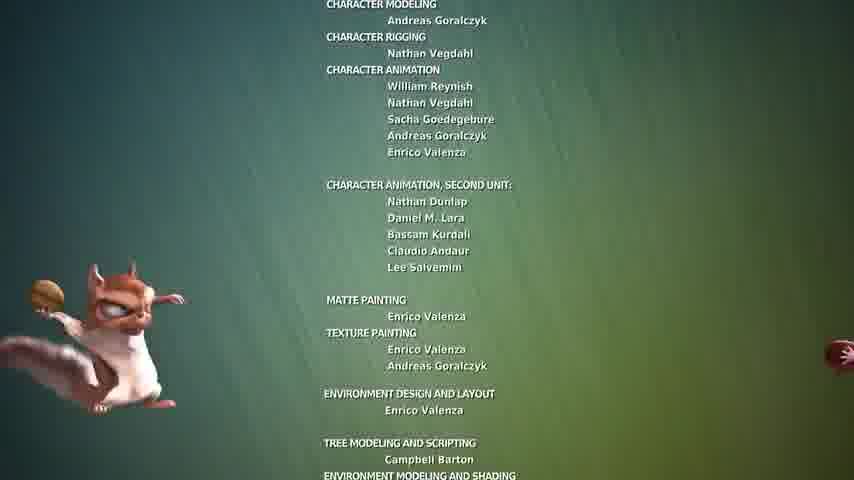 CHARACTER MODELING
Andreas Goralczyk
CHARACTER RIGGING
Nathan Vegdahl
CHARACTER ANIMATION
William Reynish
Nathan Vegdahl
Sacha Goedegebure
Andreas Goralczyk
Enrico Valenza
CHARACTER ANIMATION, SECOND UNIT:
Nathan Dunlap
Daniel M. Lara
Bassam Kurdali
Claudio Andaur
Lee Salvemini
MATTE PAINTING
Enrico Valenza
TEXTURE PAINTING
Enrico Valenza
Andreas Goralczyk
ENVIRONMENT DESIGN AND LAYOUT
Enrico Valenza
TREE MODELING AND SCRIPTING
Campbell Barton
ENVIRONMENT MODELING AND SHADING